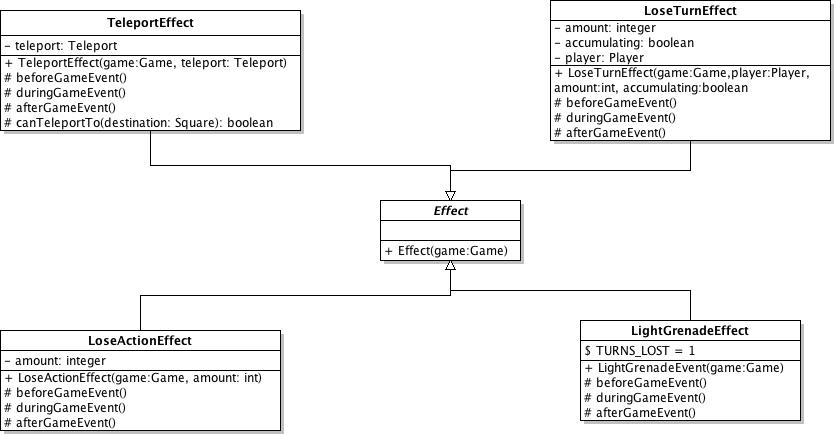 TeleportEffect
- teleport: Teleport
+ TeleportEffect(game:Game, teleport: Teleport)
# beforeGameEvent()
# duringGameEvent()
# afterGameEvent()
# canTeleportTo(destination: Square): boolean
LoseTurnEffect
- amount: integer
- accumulating: boolean
- player: Player
+ LoseTurnEffect(game:Game,player:Player,
amount:int, accumulating:boolean
# beforeGameEvent()
# duringGameEvent()
# afterGameEvent()
Effect
+ Effect(game:Game)
LoseActionEffect
- amount: integer
+ LoseActionEffect(game:Game, amount: int)
# beforeGameEvent()
# duringGameEvent()
# afterGameEvent()
LightGrenadeEffect
$ TURNS_LOST = 1
+ LightGrenadeEvent(game:Game)
# beforeGameEvent()
# duringGameEvent()
# afterGameEvent()